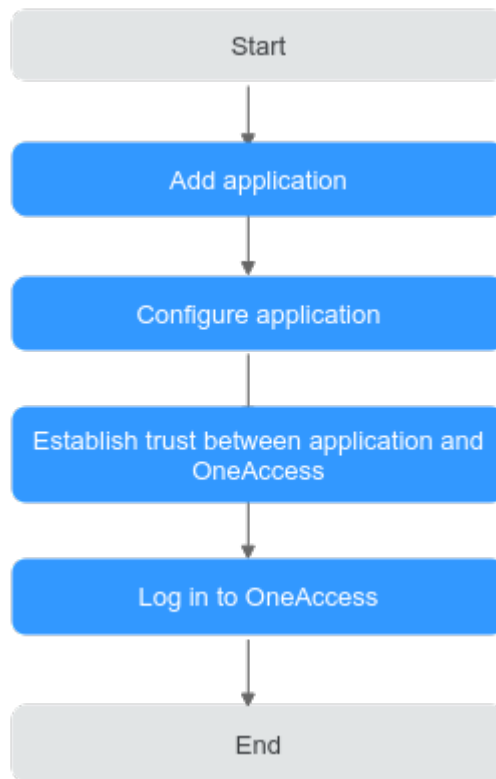 Start
Add application
Configure application
Establish trust between application and
OneAccess
Log in to OneAccess
End